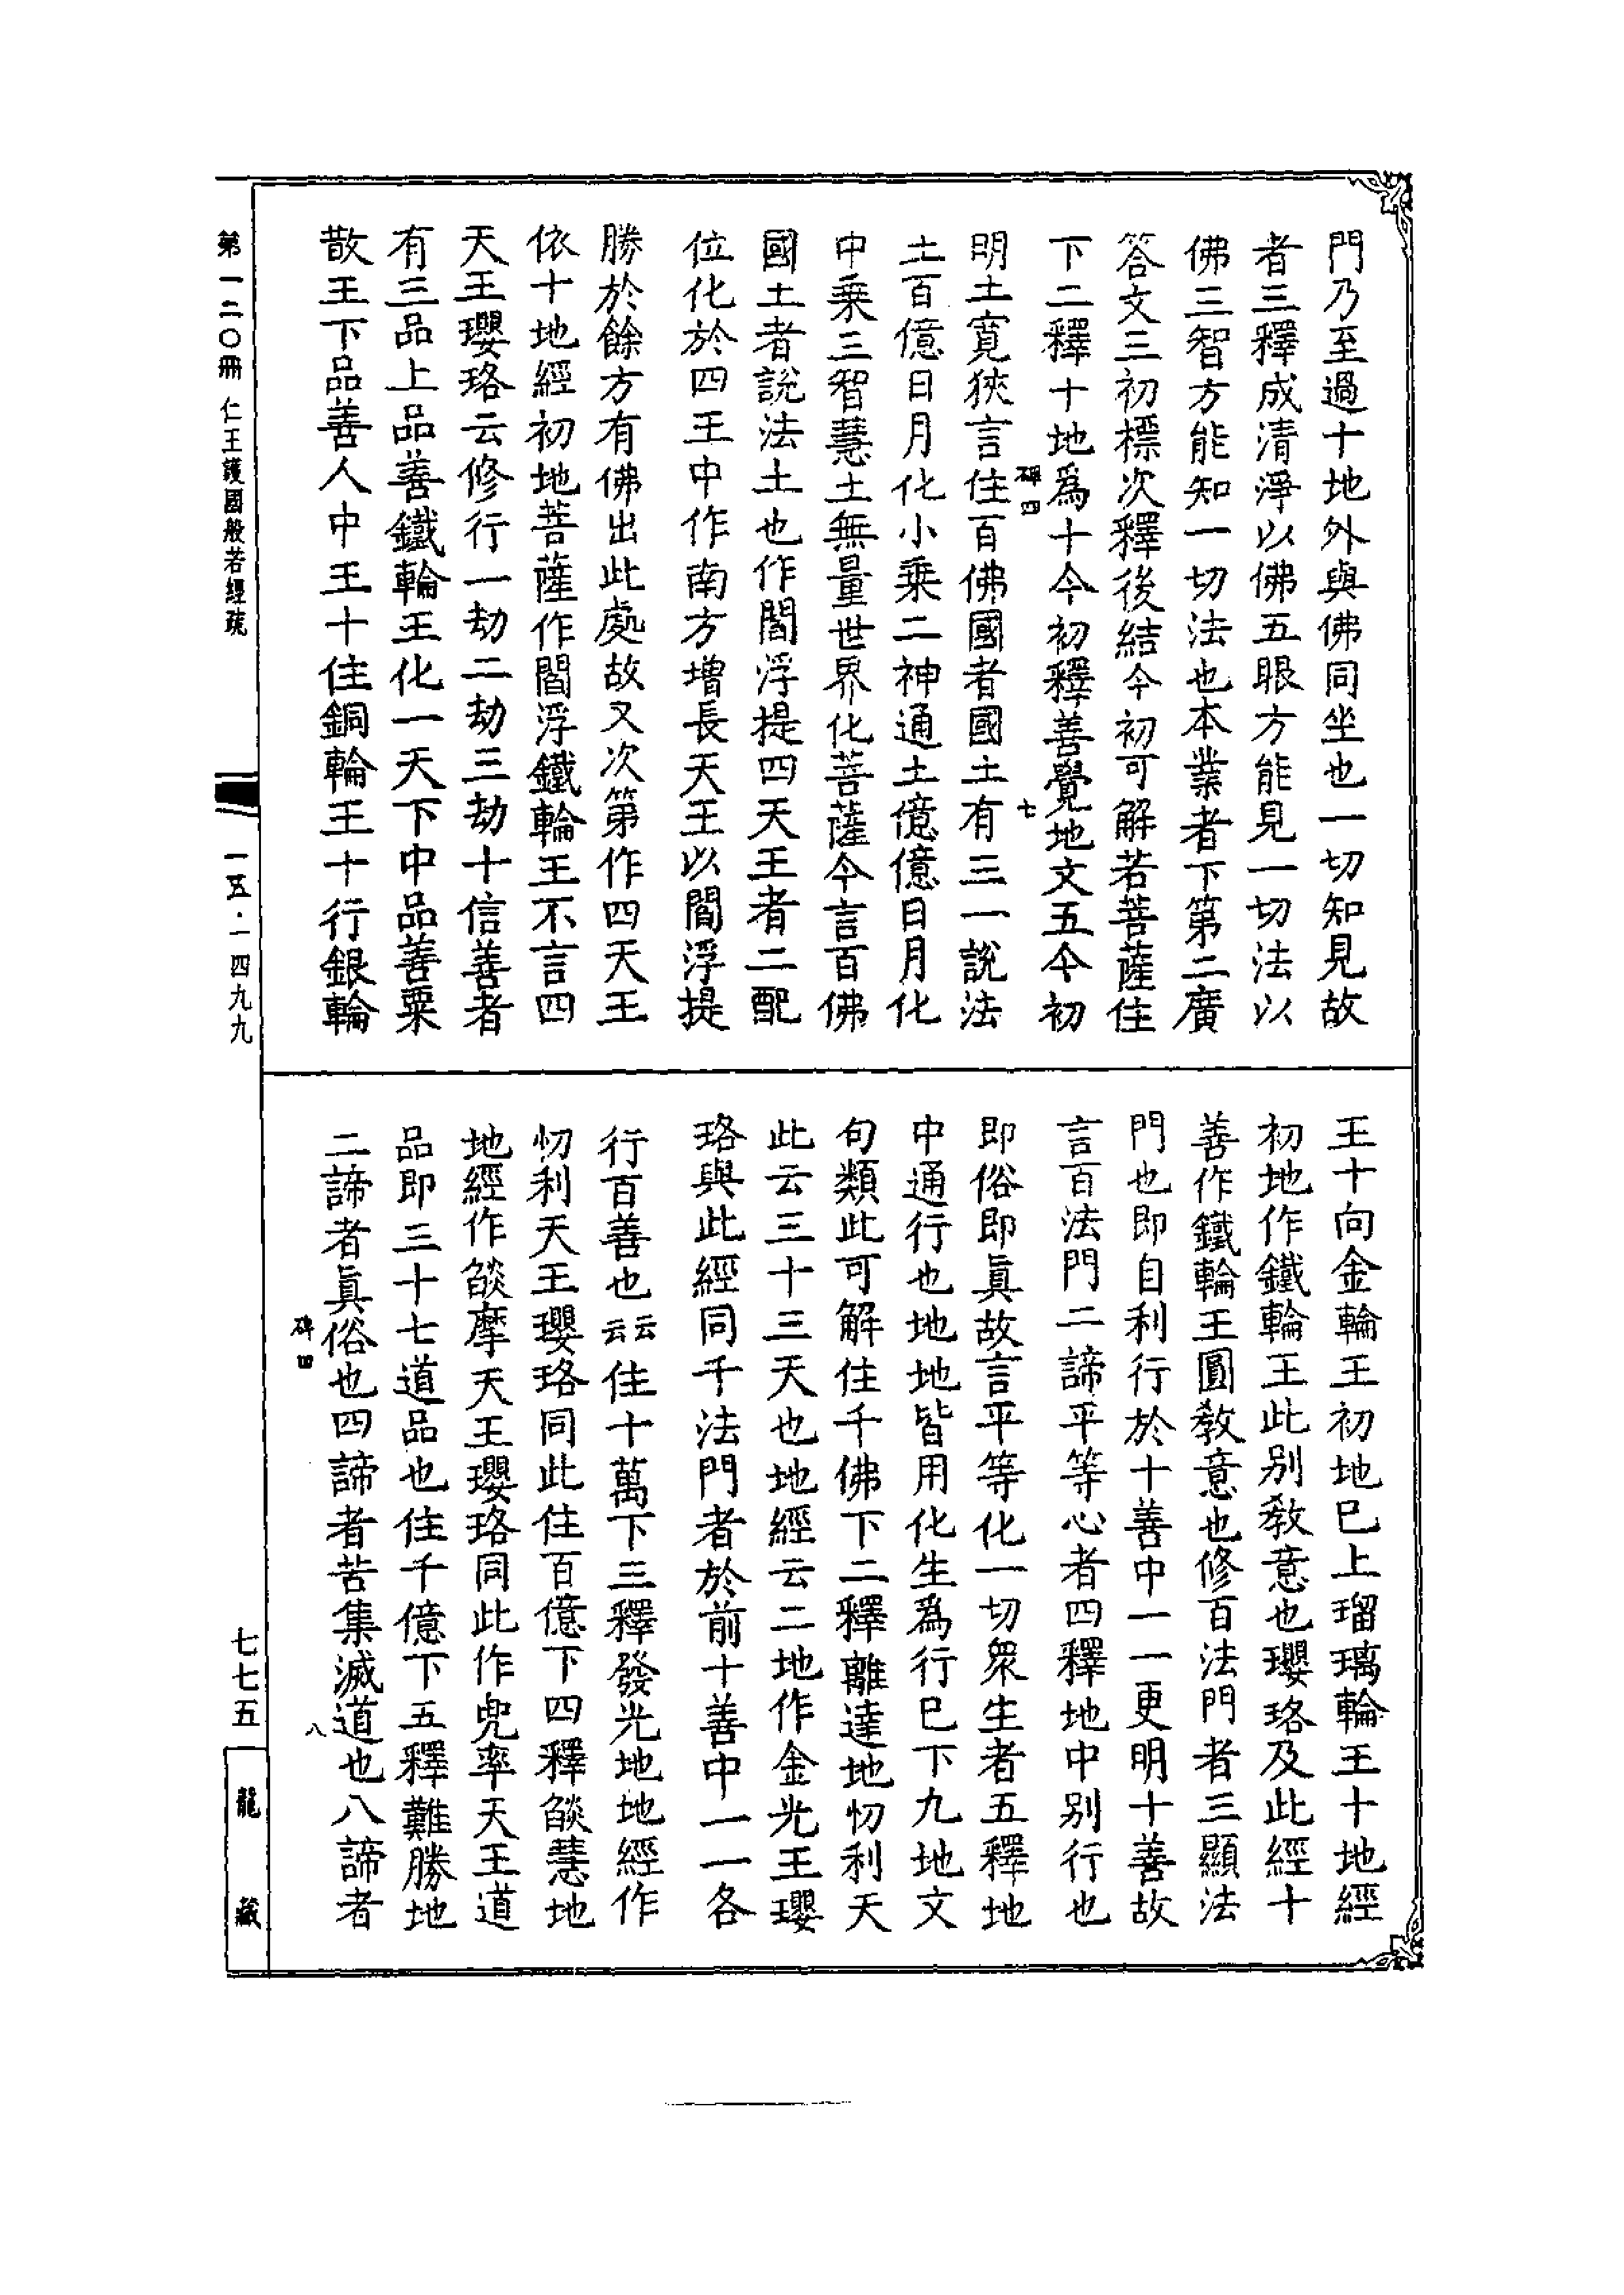 門乃至過十地外與佛同坐也一切知見故
者三釋成清淨以佛五眼方能見一切法以
佛三智方能知一切法也本業者下第二廣
答文三初標次釋後結今初可解若菩薩住
下二釋十地爲十今初釋善覺地文五今初
碑四
七
明土寬狹言住百佛國者國土有三一說法
土百億日月化小乘二神通土億億日月化
中乘三智慧土無量世界化菩薩今言百佛
國土者說法土也作閻浮提四天王者二配
位化於四王中作南方增長天王以閻浮提
勝於餘方有佛出此處故又次第作四天王
依十地經初地菩薩作閻浮鐵輪王不言四
天王瓔珞云修行一劫二劫三劫十信善者
有三品上品善鐵輪王化一天下中品善粟
散王下品善人中王十住銅輪王十行銀輪
王十向金輪王初地巳上瑠璃輪王十地經
初地作鐵輪王此別敎意也瓔珞及此經十
善作鐵輪王圓敎意也修百法門者三顯法
門也即自利行於十善中一一更明十善故
言百法門二諦平等心者四釋地中別行也
即俗即眞故言平等化一切衆生者五釋地
中通行也地地皆用化生爲行巳下九地文
句類此可解住千佛下二釋離達地忉利天
此云三十三天也地經云二地作金光王瓔
珞與此經同千法門者於前十善中一一各
行百善也云云住十萬下三釋發光地地經作
忉利天王瓔珞同此住百億下四釋燄慧地
地經作燄摩天王瓔珞同此作兜率天王道
品即三十七道品也住千億下五釋難勝地
二諦者眞俗也四諦者苦集滅道也八諦者
碑四
八
第一二〇冊 仁王護國般若經疏
一五·一四九九
七七五
龍藏